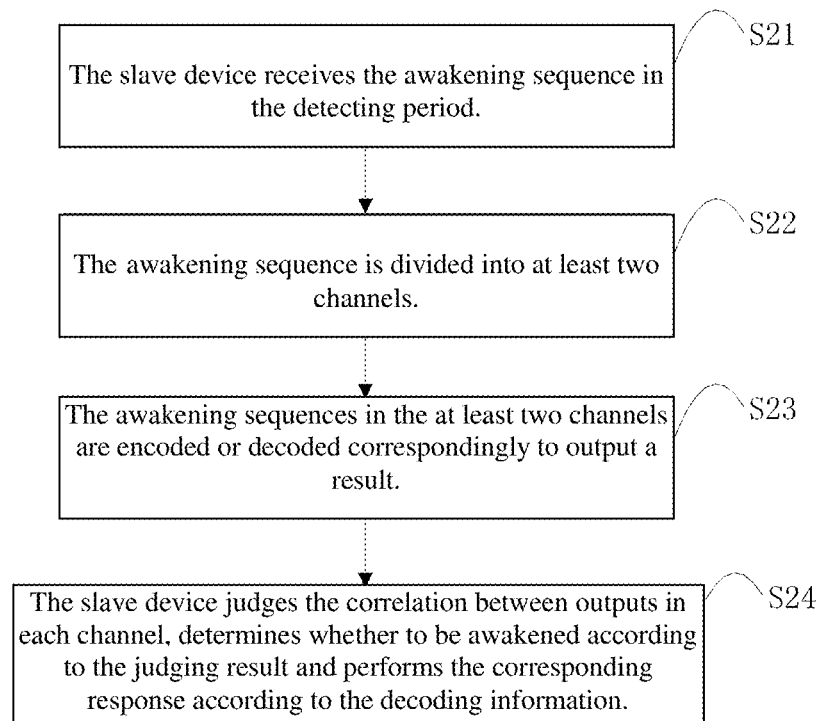 The slave device receives the awakening sequence in
the detecting period.
S21
The awakening sequence is divided into at least two
channels.
S22
The awakening sequences in the at least two channels
are encoded or decoded correspondingly to output a
result.
S23
The slave device judges the correlation between outputs in
each channel, determines whether to be awakened according
to the judging result and performs the corresponding
response according to the decoding information.
S24